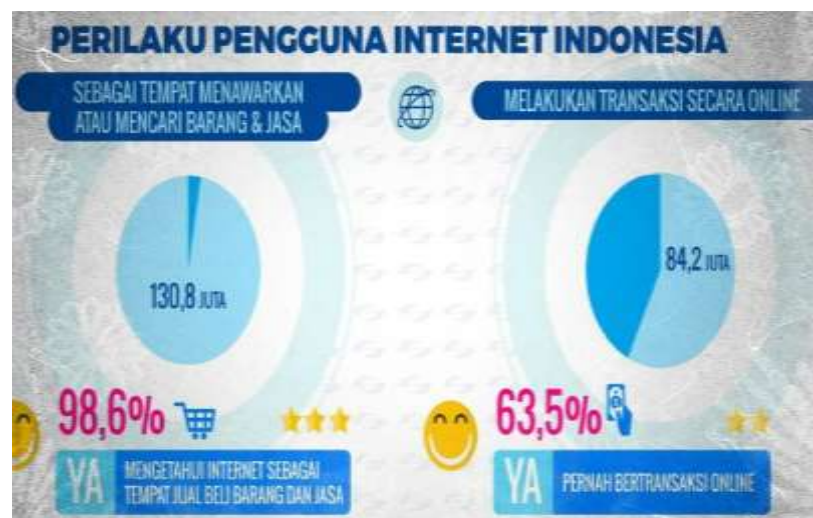 PERILAKU PENGGUNA INTERNET INDONESIA
SEBAGAI TEMPAT MENAWARKAN
ATAU MENCARI BARANG & JASA
130,8 JUTA
98,6%
YA
MENGETAHUI INTERNET SEBAGAI
TEMPAT JUAL BELI BARANG DAN JASA
MELAKUKAN TRANSAKSI SECARA ONLINE
84,2 JUTA
63,5%
YA
PERNAH BERTRANSAKSI ONLINE